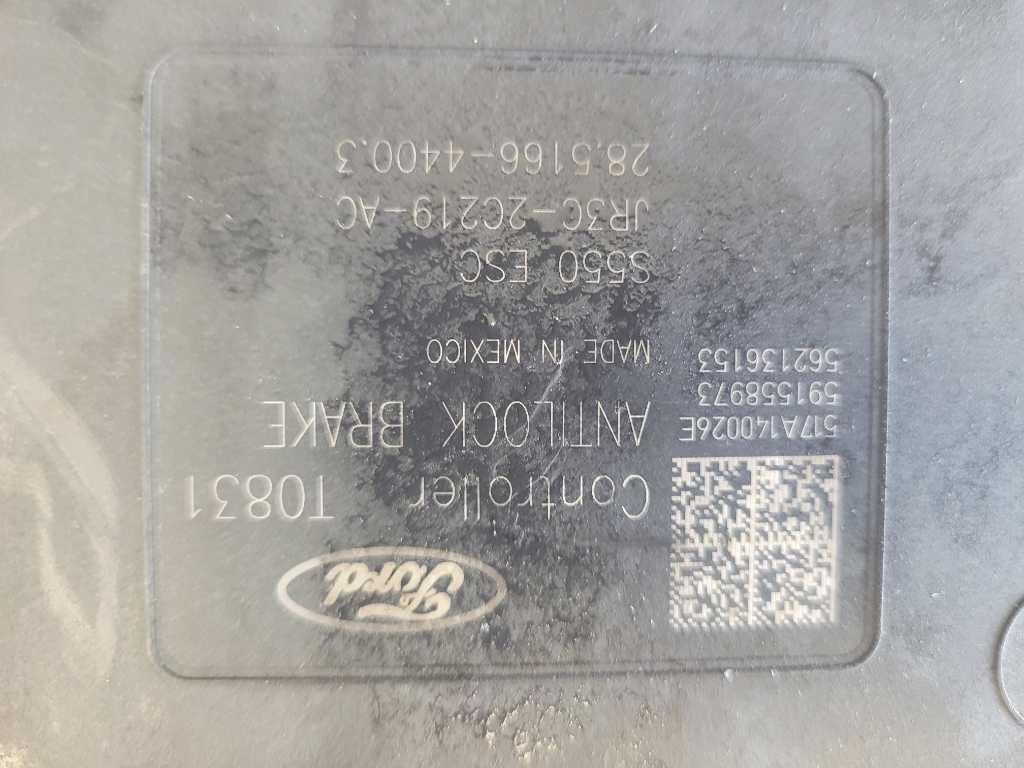 Ford
Controller T0831
ANTILOCK BRAKE
MADE IN MEXICO
S550 ESC
JR3C-2C219-AC
28.5166-4400.3
517A140026E
591558973
562136153